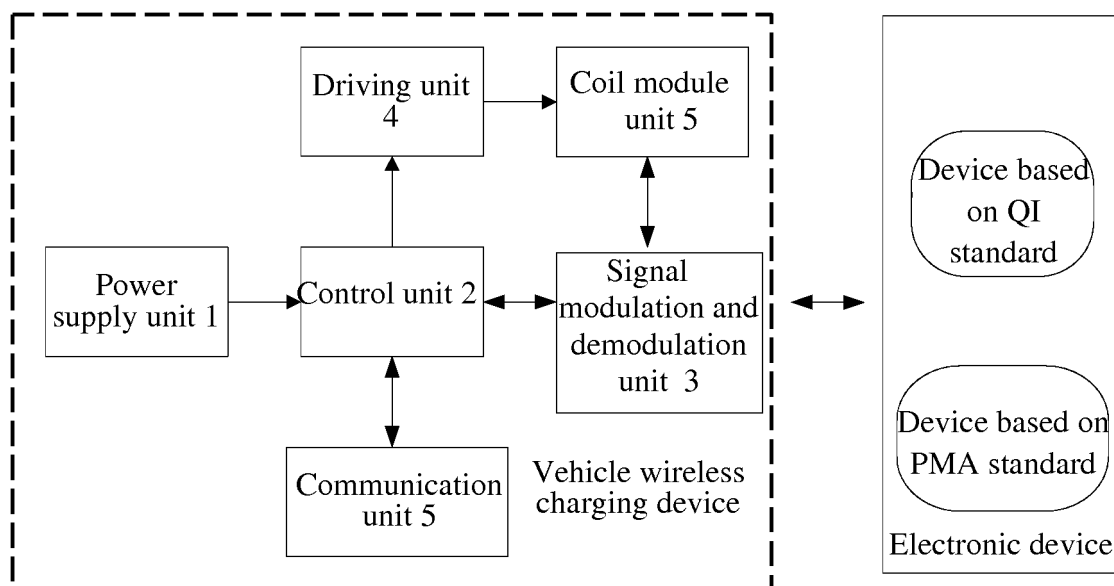 Driving unit
4
Coil module
unit 5
Device based
on QI
standard
Power
supply unit 1
Control unit 2
Signal
modulation and
demodulation
unit 3
Device based on
PMA standard
Communication
unit 5
Vehicle wireless
charging device
Electronic device